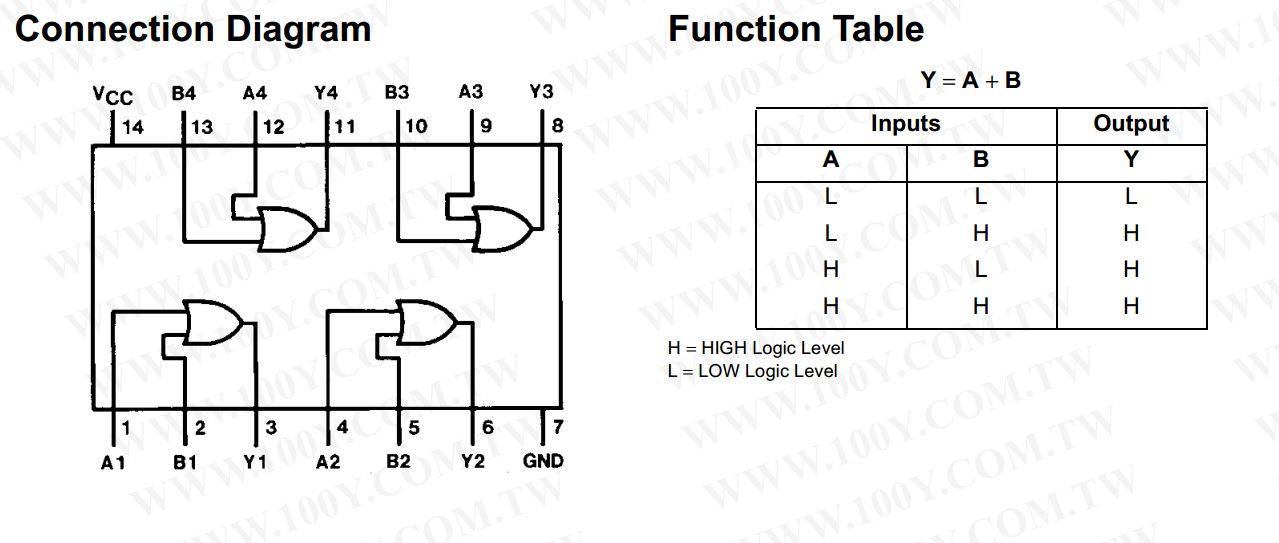 Connection Diagram
VCC B4 A4 Y4 B3 A3 Y3
14 13 12 11 10 9 8
1 2 3 4 5 6 7
A1 B1 Y1 A2 B2 Y2 GND
Function Table
Y = A + B
Inputs Output
A B Y
L L L
L H H
H L H
H H H
H = HIGH Logic Level
L = LOW Logic Level
WWW.100Y.COM.TW